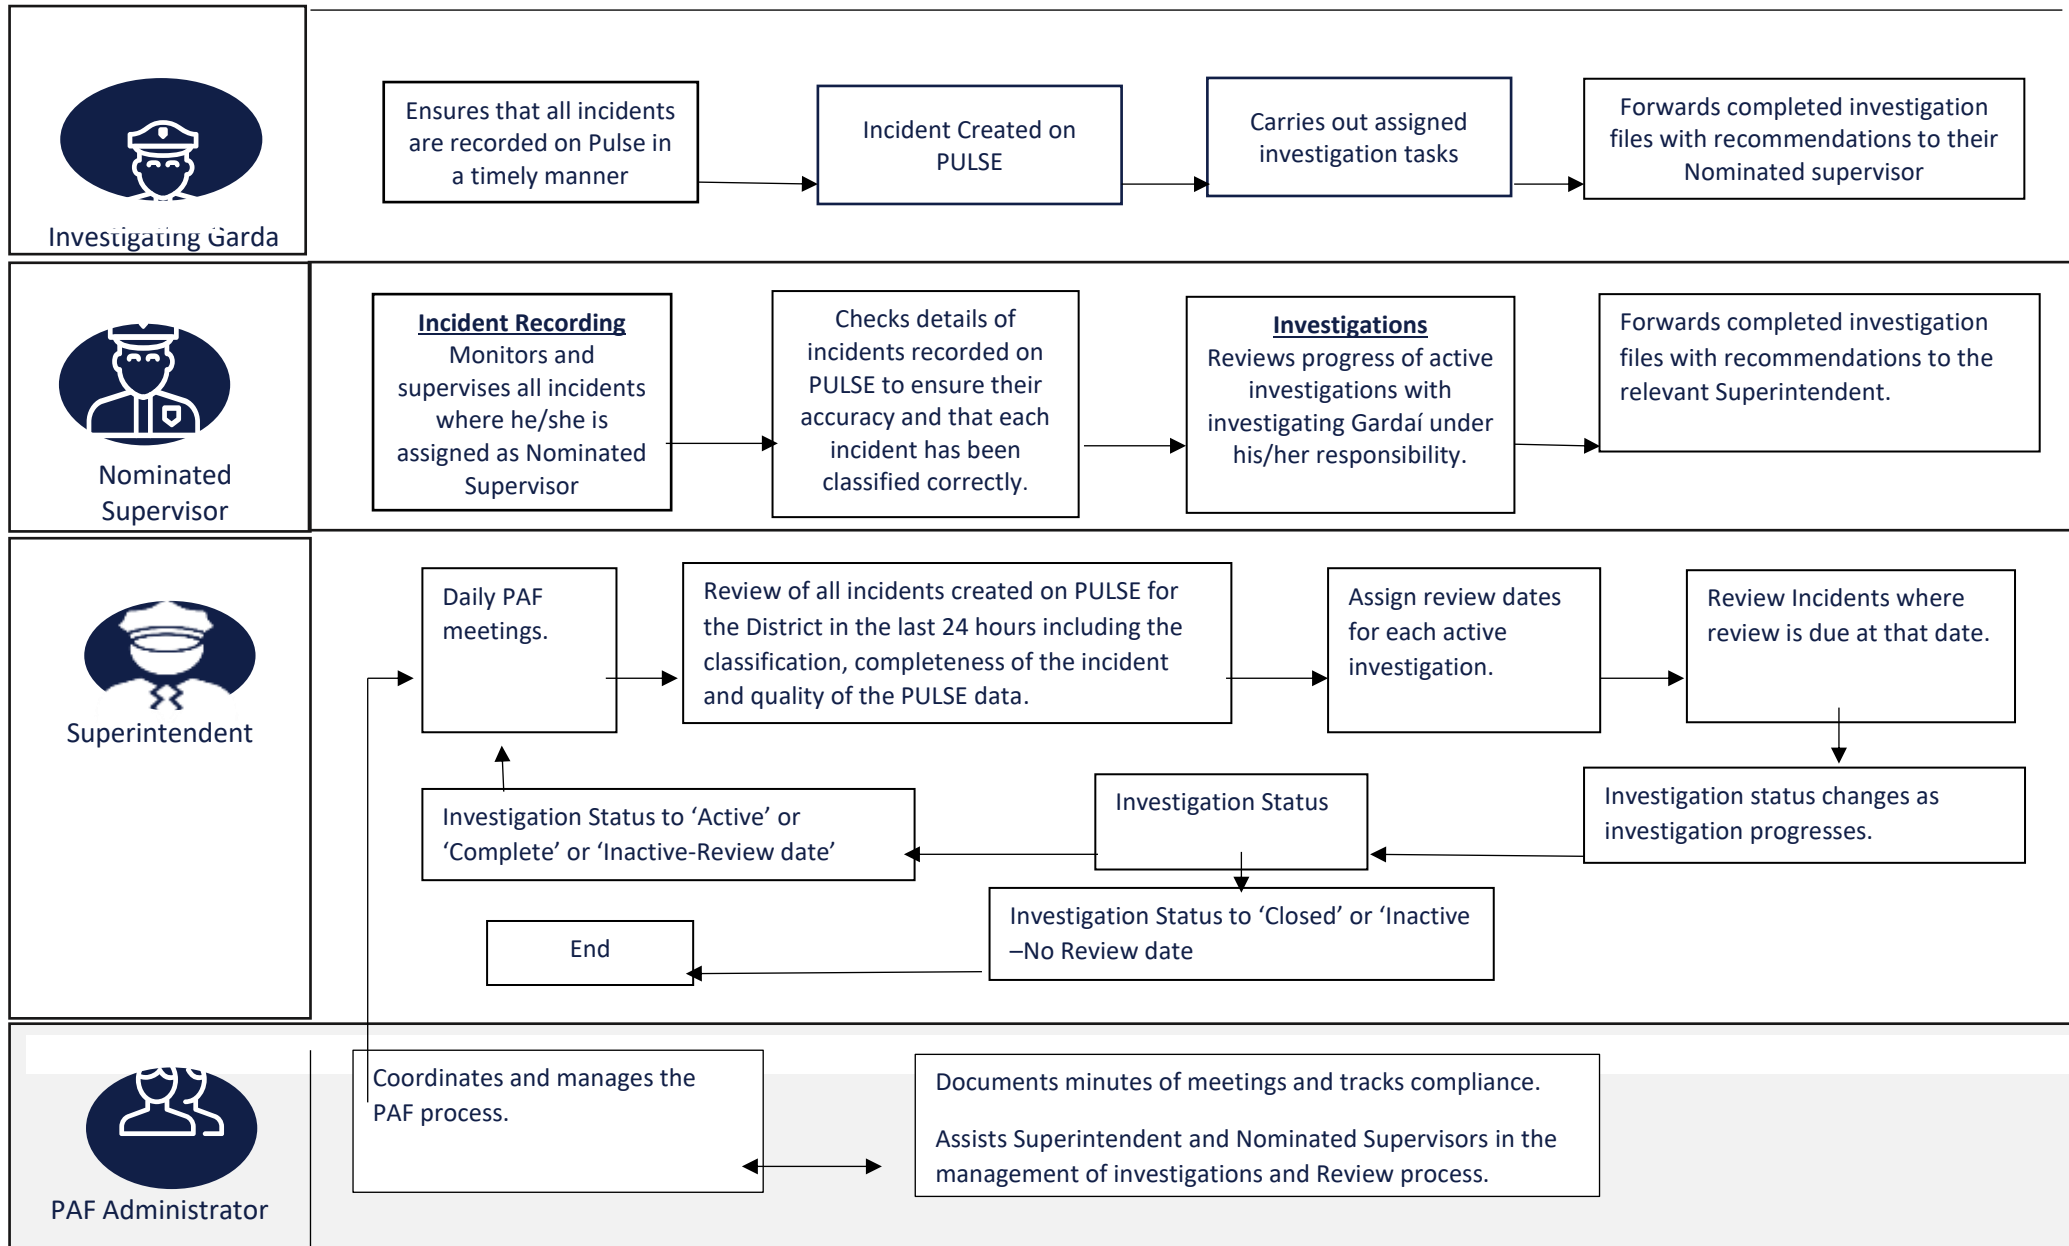 Investigating Garda
Ensures that all incidents
are recorded on Pulse in
a timely manner
Incident Created on
PULSE
Carries out assigned
investigation tasks
Forwards completed investigation
files with recommendations to their
Nominated supervisor
Nominated
Supervisor
Incident Recording
Monitors and
supervises all incidents
where he/she is
assigned as Nominated
Supervisor
Checks details of
incidents recorded on
PULSE to ensure their
accuracy and that each
incident has been
classified correctly.
Investigations
Reviews progress of active
investigations with
investigating Gardaí under
his/her responsibility.
Forwards completed investigation
files with recommendations to the
relevant Superintendent.
Superintendent
Daily PAF
meetings.
Review of all incidents created on PULSE for
the District in the last 24 hours including the
classification, completeness of the incident
and quality of the PULSE data.
Assign review dates
for each active
investigation.
Review Incidents where
review is due at that date.
Investigation status changes as
investigation progresses.
Investigation Status
Investigation Status to ‘Active’ or
‘Complete’ or ‘Inactive-Review date’
Investigation Status to ‘Closed’ or ‘Inactive
–No Review date
End
PAF Administrator
Coordinates and manages the
PAF process.
Documents minutes of meetings and tracks compliance.
Assists Superintendent and Nominated Supervisors in the
management of investigations and Review process.